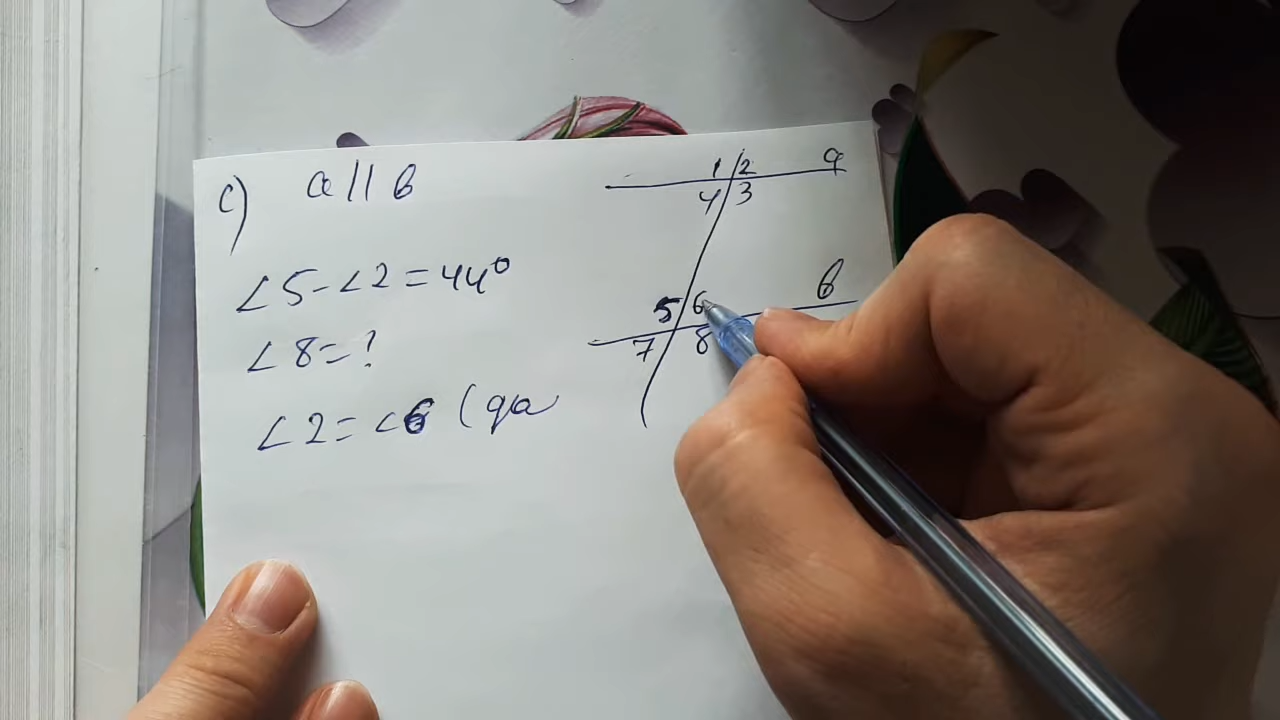 c) a || b
∠5-∠2=44°
∠8=?
∠2=∠6 (qa
1 2 a
4 3
5 6 b
7 8